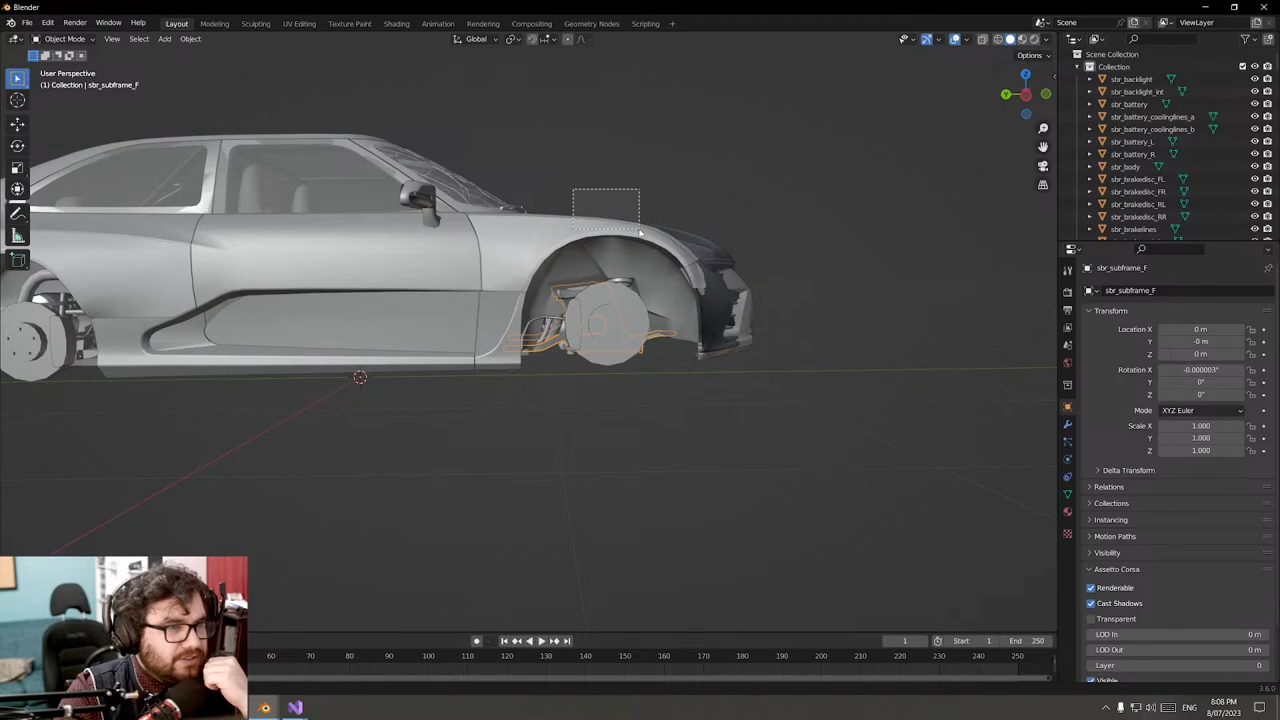 Blender
File Edit Render Window Help
Layout Modeling Sculpting UV Editing Texture Paint Shading Animation Rendering Compositing Geometry Nodes Scripting +
Scene
ViewLayer
Object Mode View Select Add Object
Global
Options
User Perspective
(1) Collection | sbr_subframe_F
Z
Y
Scene Collection
Collection
sbr_backlight
sbr_backlight_int
sbr_battery
sbr_battery_coolinglines_a
sbr_battery_coolinglines_b
sbr_battery_L
sbr_battery_R
sbr_body
sbr_brakedisc_FL
sbr_brakedisc_FR
sbr_brakedisc_RL
sbr_brakedisc_RR
sbr_brakelines
sbr_subframe_F
sbr_subframe_F
Transform
Location X 0 m
Y -0 m
Z 0 m
Rotation X -0.000003°
Y 0°
Z 0°
Mode XYZ Euler
Scale X 1.000
Y 1.000
Z 1.000
Delta Transform
Relations
Collections
Instancing
Motion Paths
Visibility
Assetto Corsa
Renderable
Cast Shadows
Transparent
LOD In 0 m
LOD Out 0 m
Layer 0
Visible
1 Start 1 End 250
60 70 80 90 100 110 120 130 140 150 160 170 180 190 200 210 220 230 240 250
3.6.0
ENG
8:08 PM
8/07/2023